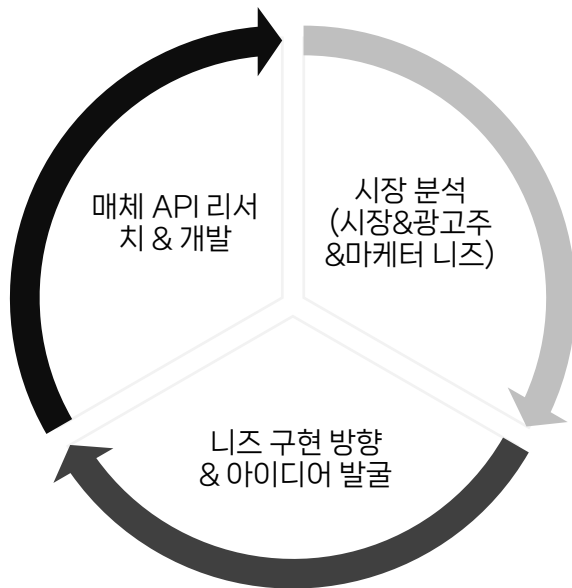 매체 API 리서
치 & 개발
시장 분석
(시장&광고주
&마케터 니즈)
니즈 구현 방향
& 아이디어 발굴